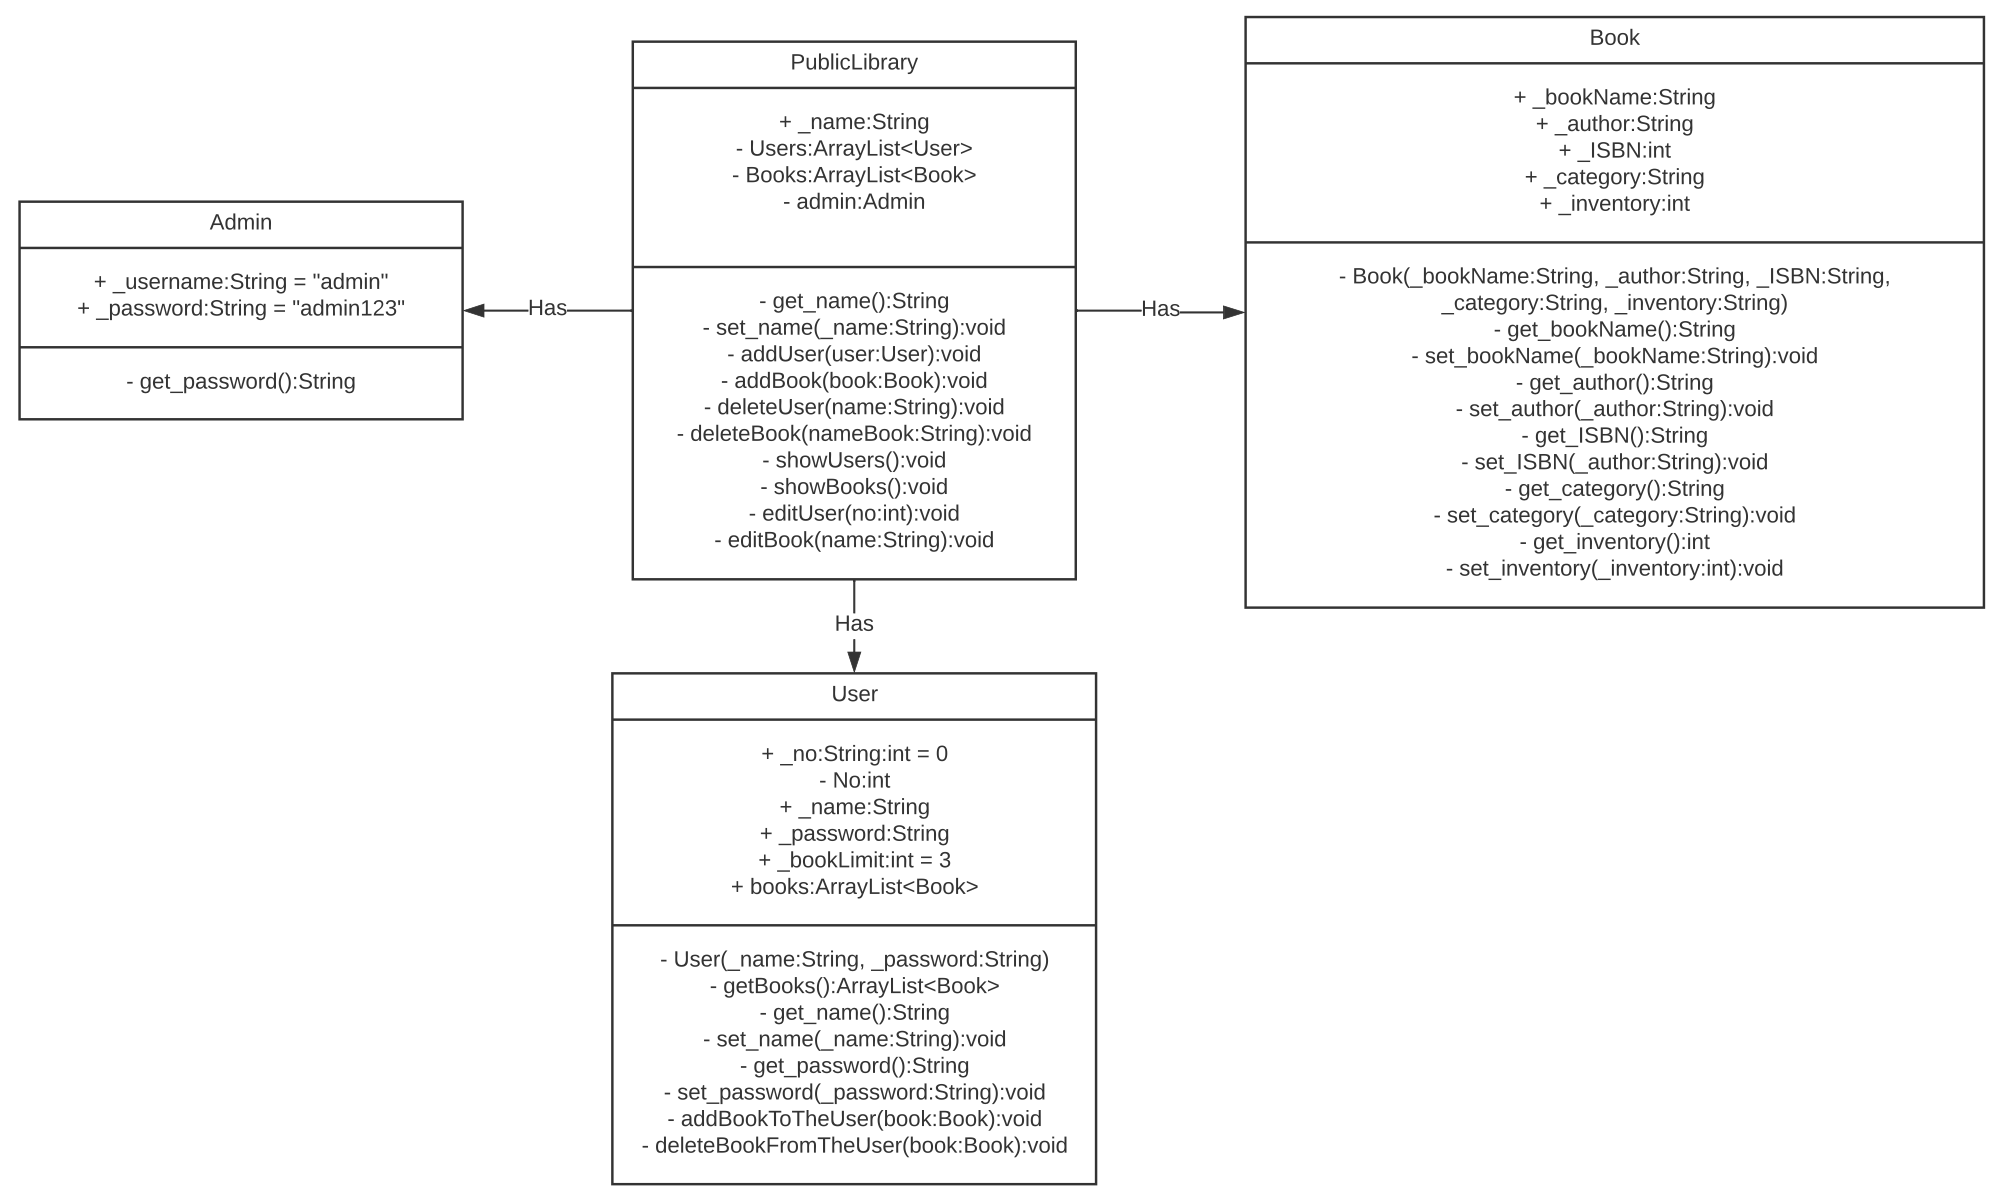 PublicLibrary
+ _name:String
- Users:ArrayList<User>
- Books:ArrayList<Book>
- admin:Admin
- get_name():String
- set_name(_name:String):void
- addUser(user:User):void
- addBook(book:Book):void
- deleteUser(name:String):void
- deleteBook(nameBook:String):void
- showUsers():void
- showBooks():void
- editUser(no:int):void
- editBook(name:String):void
Has
Admin
+ _username:String = "admin"
+ _password:String = "admin123"
- get_password():String
Has
Book
+ _bookName:String
+ _author:String
+ _ISBN:int
+ _category:String
+ _inventory:int
- Book(_bookName:String, _author:String, _ISBN:String,
_category:String, _inventory:String)
- get_bookName():String
- set_bookName(_bookName:String):void
- get_author():String
- set_author(_author:String):void
- get_ISBN():String
- set_ISBN(_author:String):void
- get_category():String
- set_category(_category:String):void
- get_inventory():int
- set_inventory(_inventory:int):void
Has
User
+ _no:String:int = 0
- No:int
+ _name:String
+ _password:String
+ _bookLimit:int = 3
+ books:ArrayList<Book>
- User(_name:String, _password:String)
- getBooks():ArrayList<Book>
- get_name():String
- set_name(_name:String):void
- get_password():String
- set_password(_password:String):void
- addBookToTheUser(book:Book):void
- deleteBookFromTheUser(book:Book):void